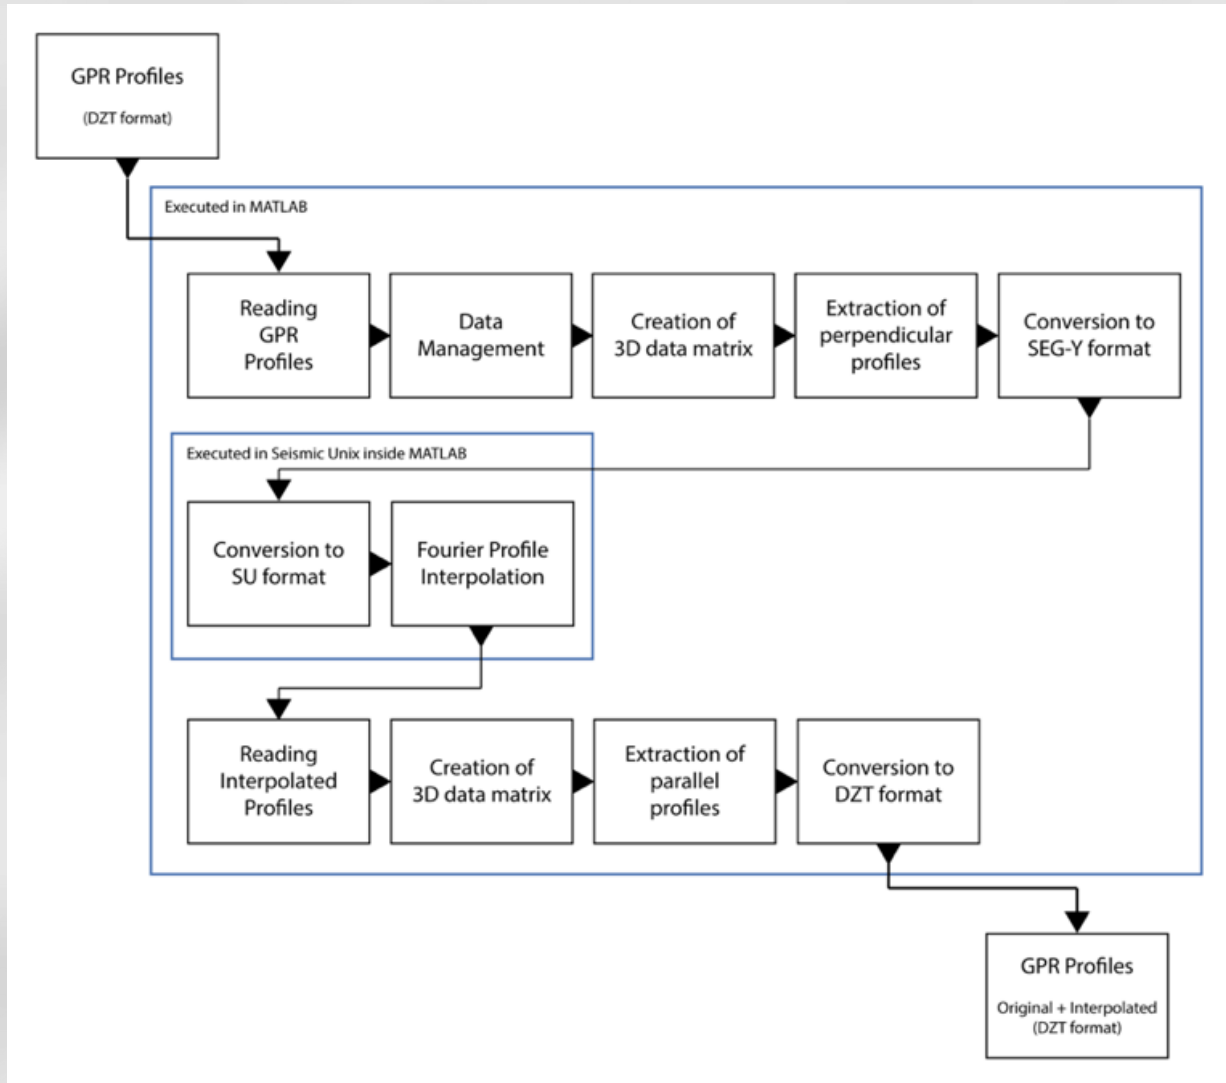 GPR Profiles
(DZT format)
Executed in MATLAB
Reading
GPR
Profiles
Data
Management
Creation of
3D data matrix
Extraction of
perpendicular
profiles
Conversion to
SEG-Y format
Executed in Seismic Unix inside MATLAB
Conversion to
SU format
Fourier Profile
Interpolation
Reading
Interpolated
Profiles
Creation of
3D data matrix
Extraction of
parallel
profiles
Conversion to
DZT format
GPR Profiles
Original + Interpolated
(DZT format)